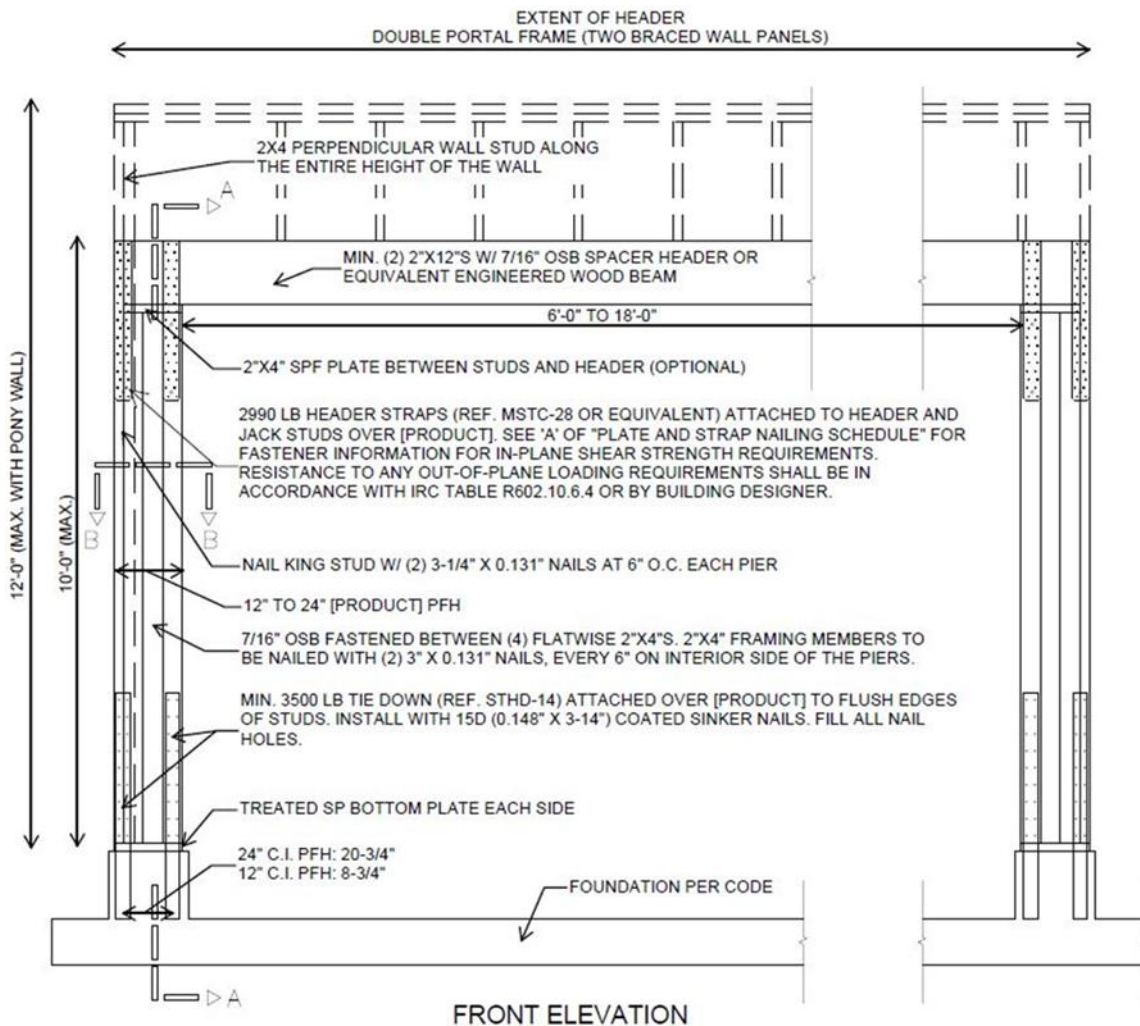 EXTENT OF HEADER
DOUBLE PORTAL FRAME (TWO BRACED WALL PANELS)
2X4 PERPENDICULAR WALL STUD ALONG
THE ENTIRE HEIGHT OF THE WALL
A
MIN. (2) 2"X12"S W/ 7/16" OSB SPACER HEADER OR
EQUIVALENT ENGINEERED WOOD BEAM
6'-0" TO 18'-0"
2"X4" SPF PLATE BETWEEN STUDS AND HEADER (OPTIONAL)
12'-0" (MAX. WITH PONY WALL)
10'-0" (MAX.)
2990 LB HEADER STRAPS (REF. MSTC-28 OR EQUIVALENT) ATTACHED TO HEADER AND
JACK STUDS OVER [PRODUCT]. SEE 'A' OF "PLATE AND STRAP NAILING SCHEDULE" FOR
FASTENER INFORMATION FOR IN-PLANE SHEAR STRENGTH REQUIREMENTS.
RESISTANCE TO ANY OUT-OF-PLANE LOADING REQUIREMENTS SHALL BE IN
ACCORDANCE WITH IRC TABLE R602.10.6.4 OR BY BUILDING DESIGNER.
B
B
NAIL KING STUD W/ (2) 3-1/4" X 0.131" NAILS AT 6" O.C. EACH PIER
12" TO 24" [PRODUCT] PFH
7/16" OSB FASTENED BETWEEN (4) FLATWISE 2"X4"S. 2"X4" FRAMING MEMBERS TO
BE NAILED WITH (2) 3" X 0.131" NAILS, EVERY 6" ON INTERIOR SIDE OF THE PIERS.
MIN. 3500 LB TIE DOWN (REF. STHD-14) ATTACHED OVER [PRODUCT] TO FLUSH EDGES
OF STUDS. INSTALL WITH 15D (0.148" X 3-14") COATED SINKER NAILS. FILL ALL NAIL
HOLES.
TREATED SP BOTTOM PLATE EACH SIDE
24" C.I. PFH: 20-3/4"
12" C.I. PFH: 8-3/4"
FOUNDATION PER CODE
A
FRONT ELEVATION